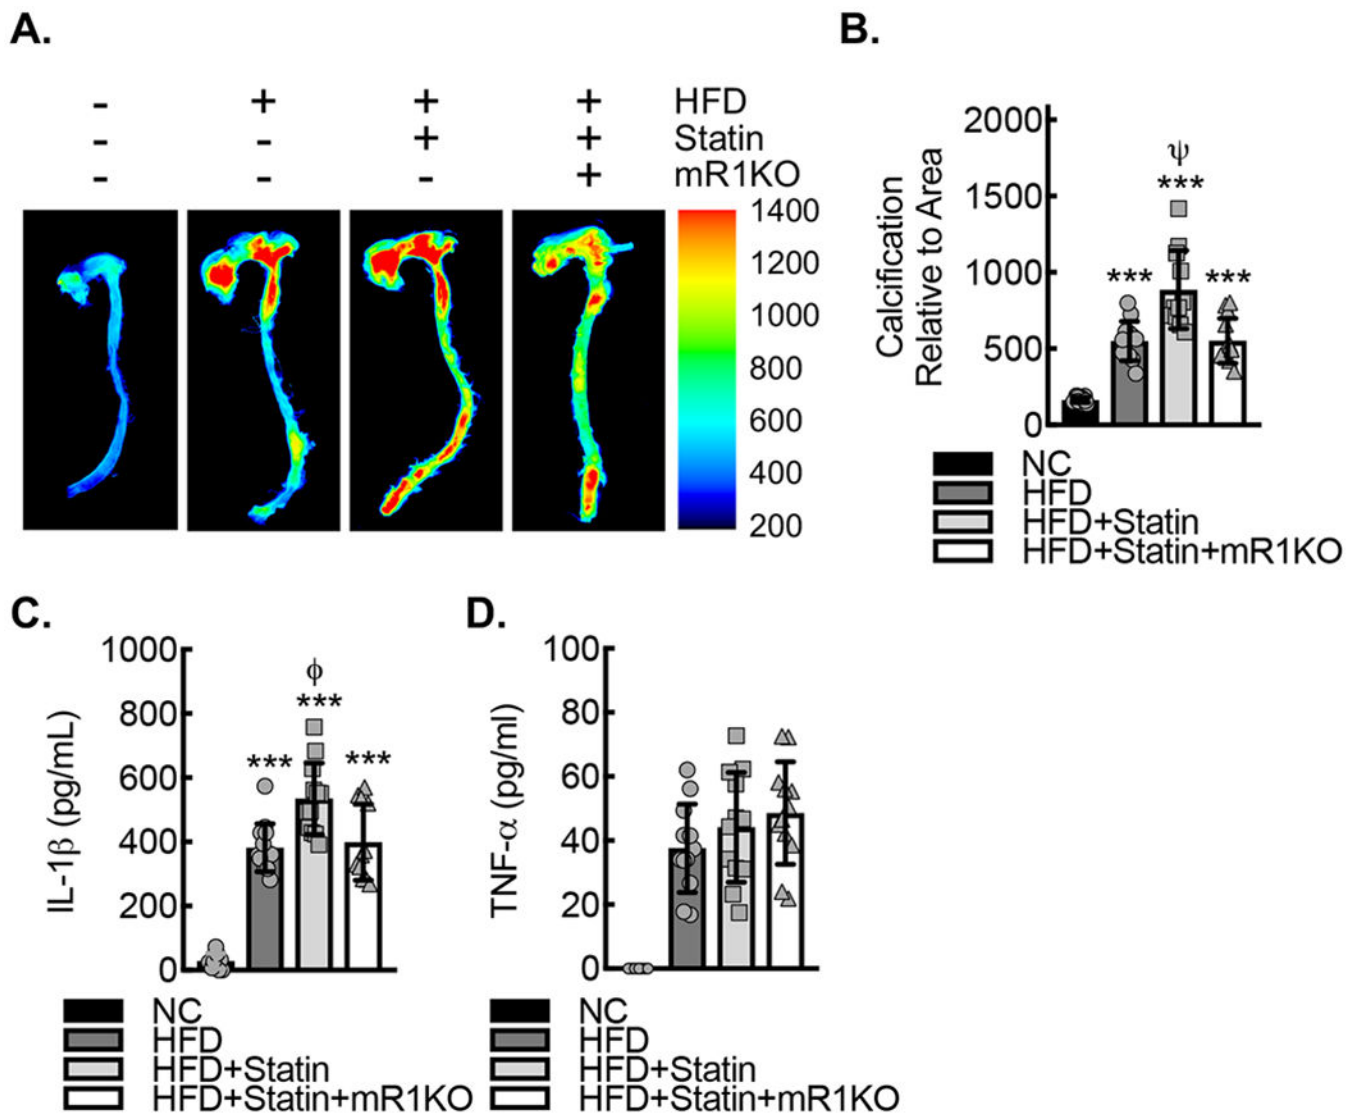 A.
- + + + HFD
- - + + Statin
- - - + mR1KO
1400
1200
1000
800
600
400
200
B.
Calcification
Relative to Area
2000
1500
1000
500
0
ψ
***
*** ***
NC
HFD
HFD+Statin
HFD+Statin+mR1KO
C.
IL-1β (pg/mL)
1000
800
600
400
200
0
ϕ
***
*** ***
NC
HFD
HFD+Statin
HFD+Statin+mR1KO
D.
TNF-α (pg/ml)
100
80
60
40
20
0
NC
HFD
HFD+Statin
HFD+Statin+mR1KO